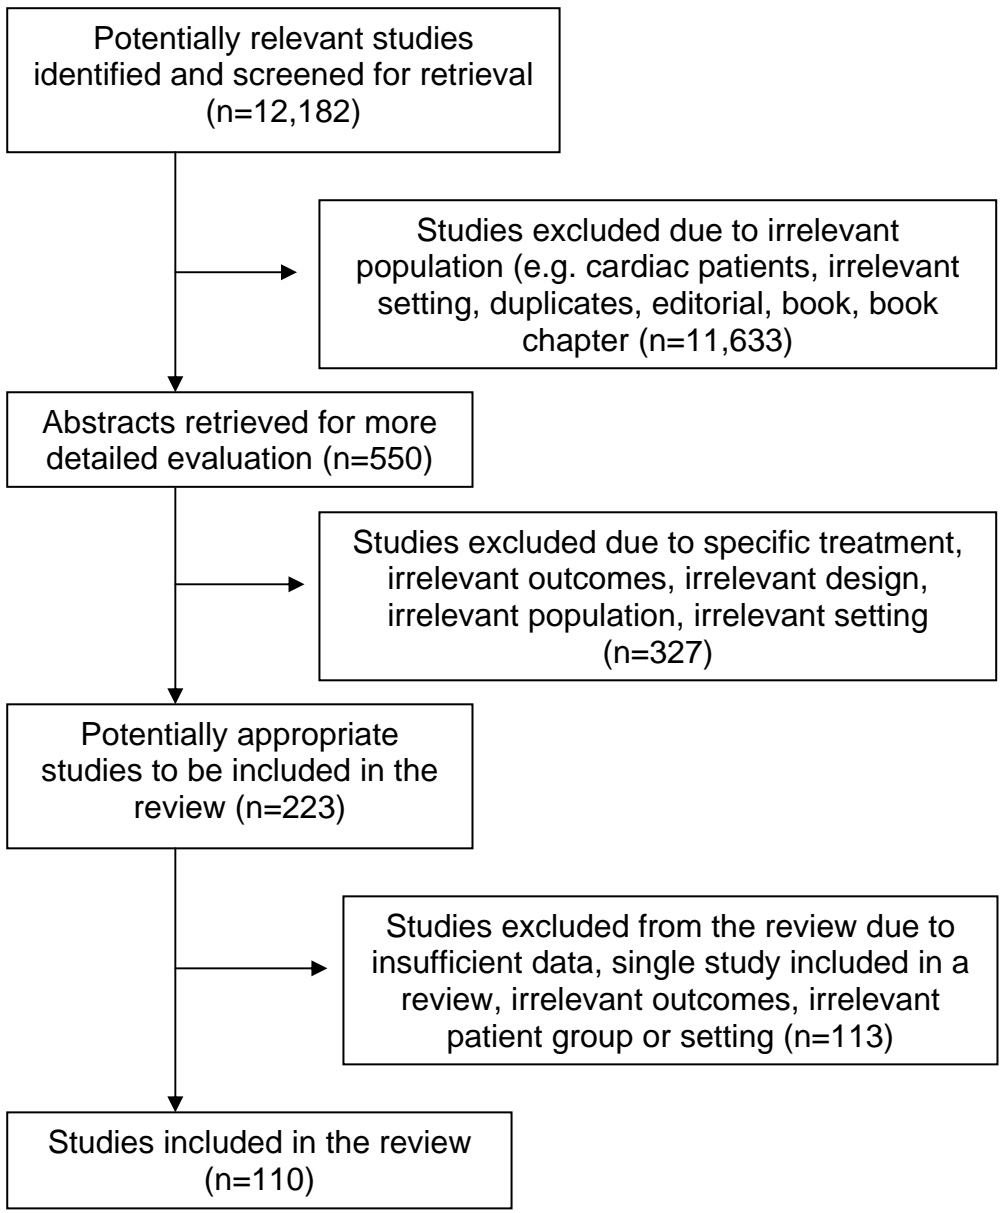 Potentially relevant studies
identified and screened for retrieval
(n=12,182)
Studies excluded due to irrelevant
population (e.g. cardiac patients, irrelevant
setting, duplicates, editorial, book, book
chapter (n=11,633)
Abstracts retrieved for more
detailed evaluation (n=550)
Studies excluded due to specific treatment,
irrelevant outcomes, irrelevant design,
irrelevant population, irrelevant setting
(n=327)
Potentially appropriate
studies to be included in the
review (n=223)
Studies excluded from the review due to
insufficient data, single study included in a
review, irrelevant outcomes, irrelevant
patient group or setting (n=113)
Studies included in the review
(n=110)